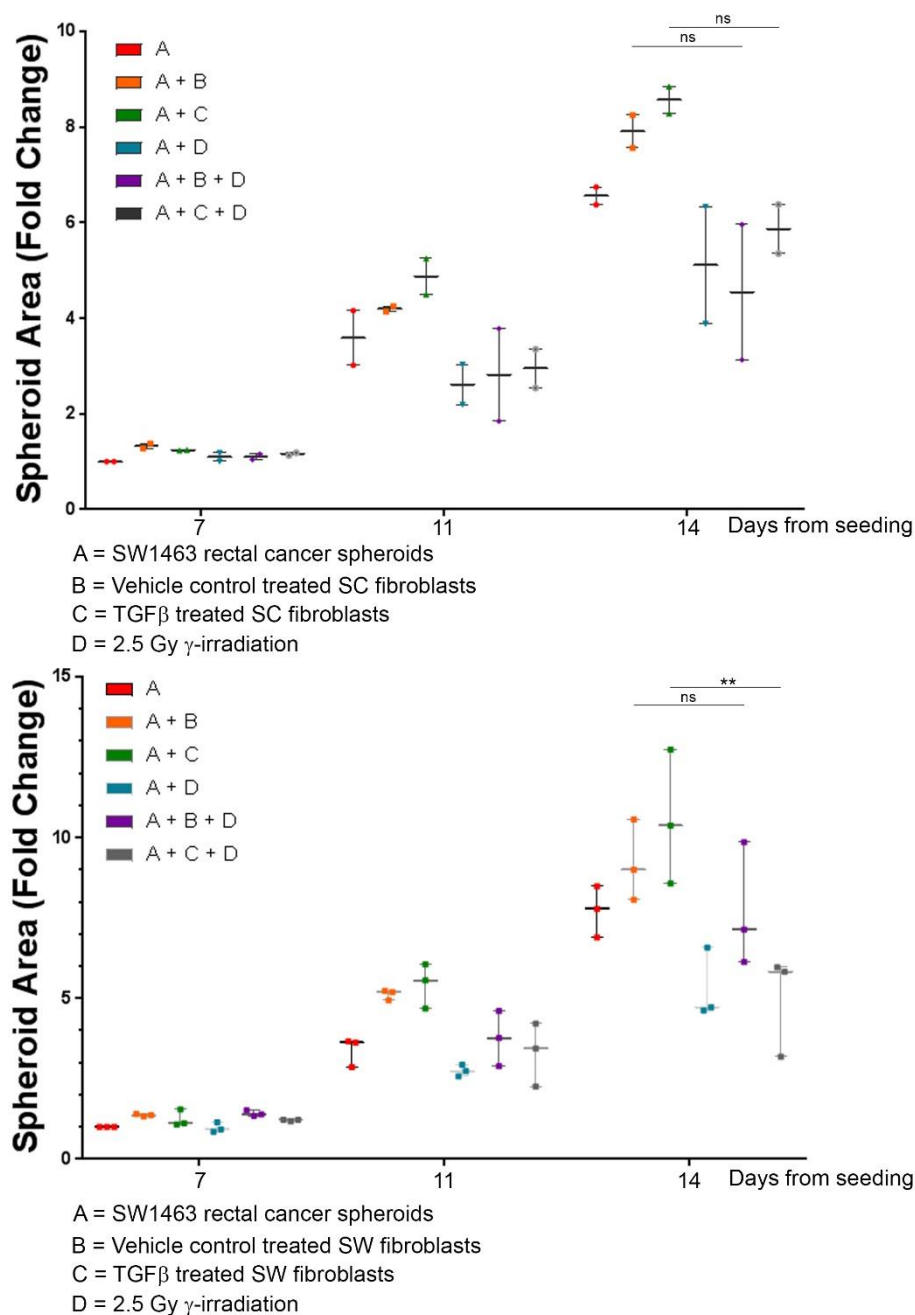 ns
ns
10
8
6
4
2
0
Spheroid Area (Fold Change)
A
A + B
A + C
A + D
A + B + D
A + C + D
7 11 14 Days from seeding
A = SW1463 rectal cancer spheroids
B = Vehicle control treated SC fibroblasts
C = TGFβ treated SC fibroblasts
D = 2.5 Gy γ-irradiation
**
ns
15
10
5
0
Spheroid Area (Fold Change)
A
A + B
A + C
A + D
A + B + D
A + C + D
7 11 14 Days from seeding
A = SW1463 rectal cancer spheroids
B = Vehicle control treated SW fibroblasts
C = TGFβ treated SW fibroblasts
D = 2.5 Gy γ-irradiation